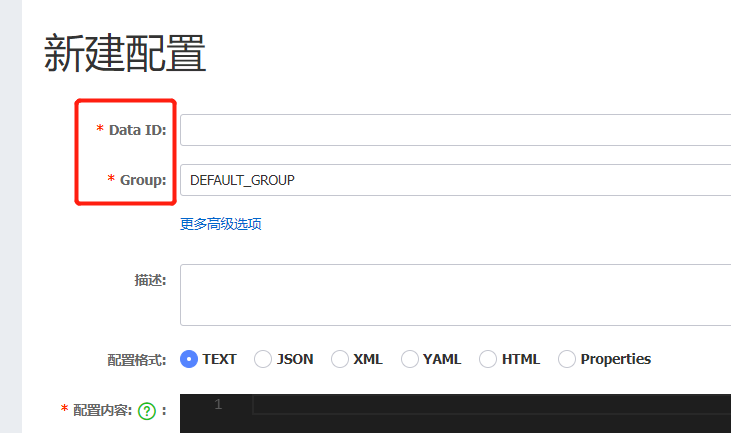 新建配置
* Data ID:
* Group: DEFAULT_GROUP
更多高级选项
描述:
配置格式: TEXT JSON XML YAML HTML Properties
* 配置内容: ? : 1